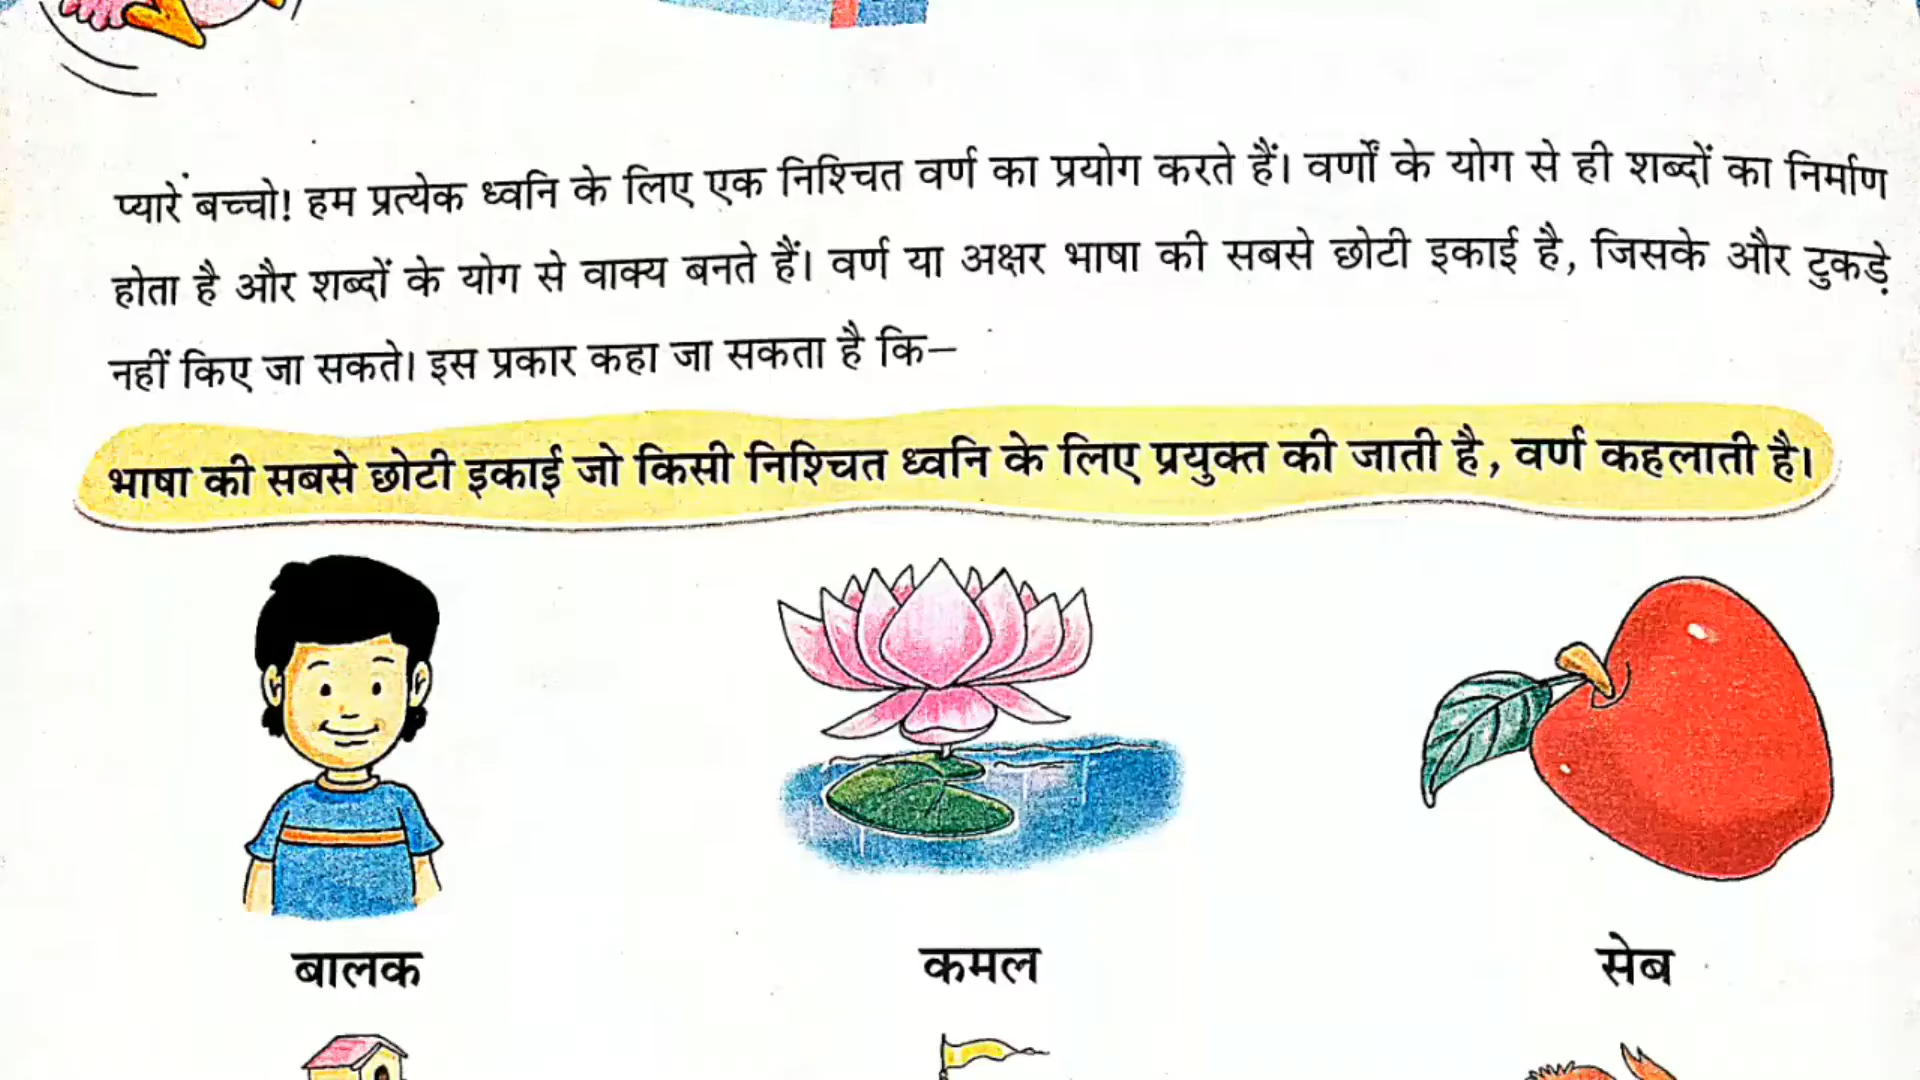 प्यारे बच्चो! हम प्रत्येक ध्वनि के लिए एक निश्चित वर्ण का प्रयोग करते हैं। वर्णों के योग से ही शब्दों का निर्माण
होता है और शब्दों के योग से वाक्य बनते हैं। वर्ण या अक्षर भाषा की सबसे छोटी इकाई है, जिसके और टुकड़े
नहीं किए जा सकते। इस प्रकार कहा जा सकता है कि—
भाषा की सबसे छोटी इकाई जो किसी निश्चित ध्वनि के लिए प्रयुक्त की जाती है, वर्ण कहलाती है।
बालक कमल सेब